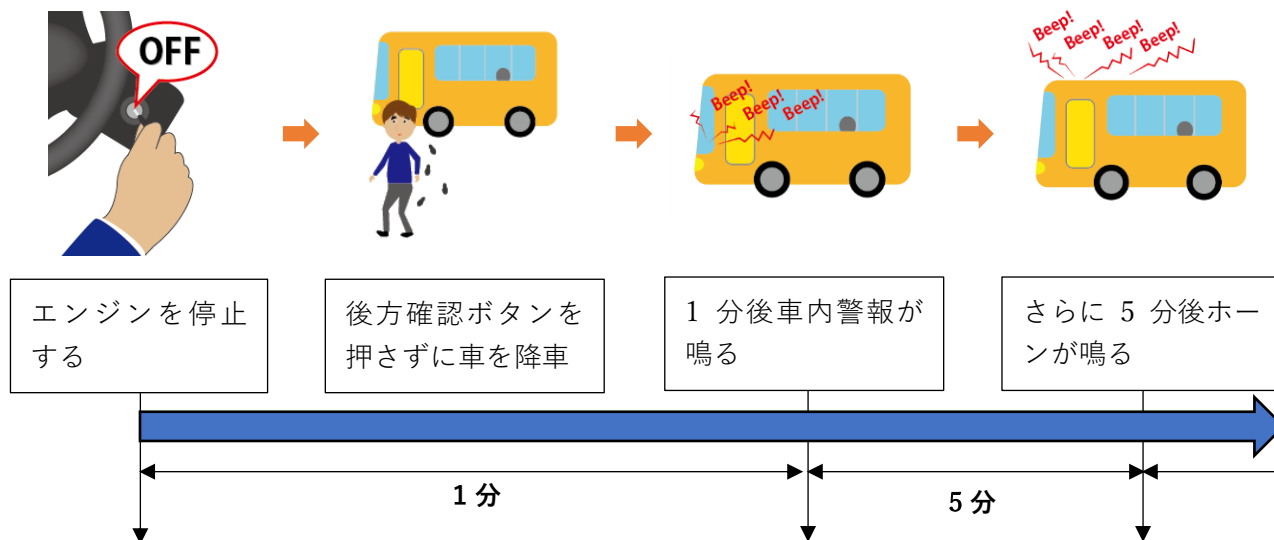 OFF
Beep!
Beep!
Beep!
Beep!
Beep!
Beep!
Beep!
エンジンを停止
する
後方確認ボタンを
押さずに車を降車
1 分後車内警報が
鳴る
さらに 5 分後ホー
ンが鳴る
1分
5分